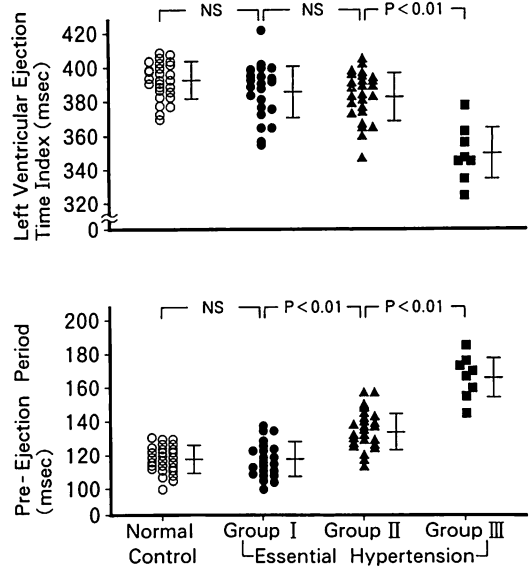 NS NS P<0.01
Left Ventricular Ejection
Time Index (msec)
420
400
380
360
340
320
0
NS P<0.01 P<0.01
Pre-Ejection Period
(msec)
200
180
160
140
120
100
0
Normal Group I Group II Group III
Control Essential Hypertension